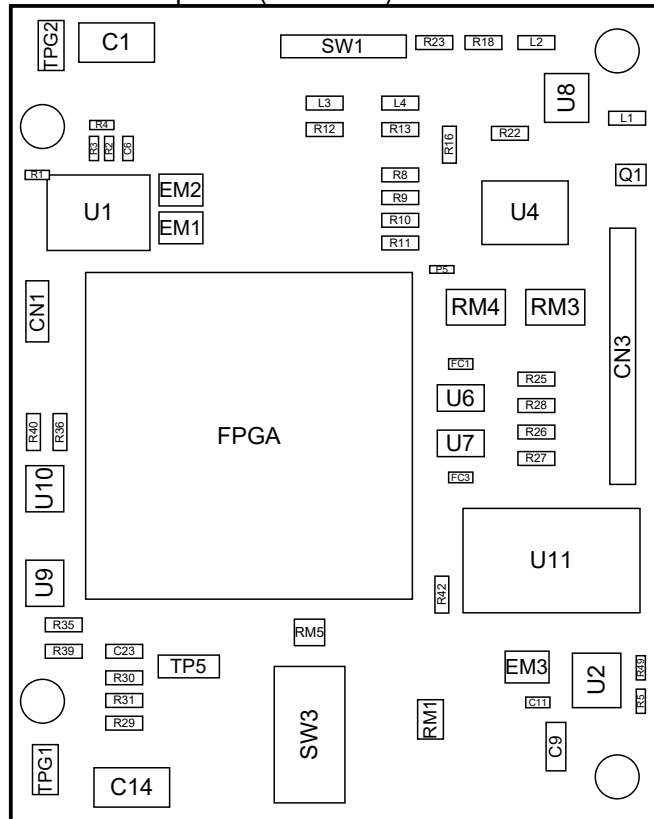 TPG2
C1
SW1
R23
R18
L2
U8
L3
L4
L1
R4
R12
R13
R16
R22
R3
R2
C6
R1
EM2
R8
Q1
U1
R9
U4
EM1
R10
R11
P5
CN1
RM4
RM3
CN3
FC1
R25
U6
R28
R40
R36
FPGA
U7
R26
R27
U10
FC3
U11
U9
R42
R35
RM5
R39
C23
TP5
EM3
U2
R49
R30
R31
C11
R5
R29
SW3
RM1
C9
TPG1
C14